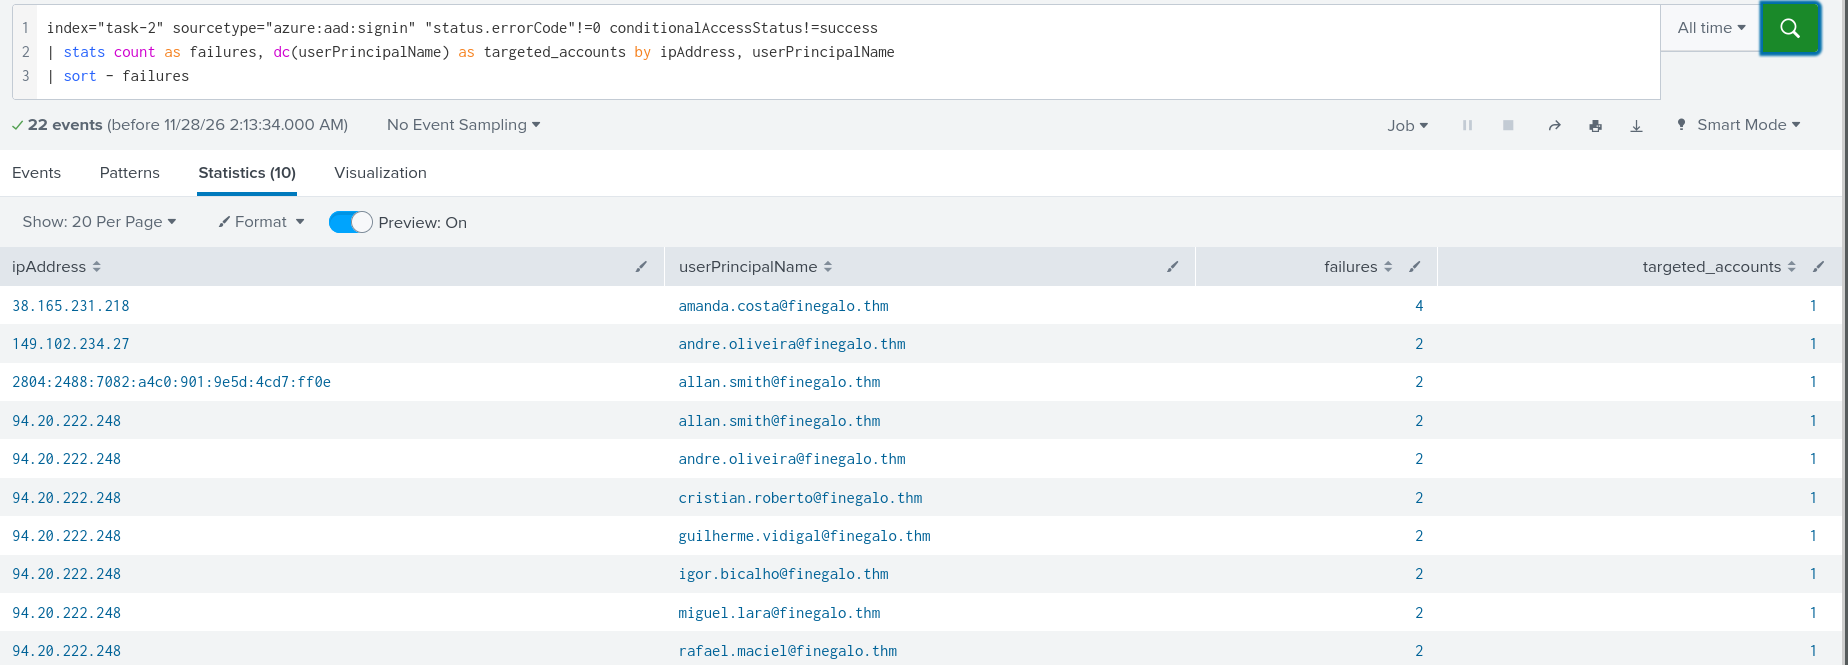 1 index="task-2" sourcetype="azure:aad:signin" "status.errorCode"!=0 conditionalAccessStatus!=success
2 | stats count as failures, dc(userPrincipalName) as targeted_accounts by ipAddress, userPrincipalName
3 | sort - failures
All time
22 events (before 11/28/26 2:13:34.000 AM) No Event Sampling Job Smart Mode
Events Patterns Statistics (10) Visualization
Show: 20 Per Page Format Preview: On
ipAddress userPrincipalName failures targeted_accounts
38.165.231.218 amanda.costa@finegalo.thm 4 1
149.102.234.27 andre.oliveira@finegalo.thm 2 1
2804:2488:7082:a4c0:901:9e5d:4cd7:ff0e allan.smith@finegalo.thm 2 1
94.20.222.248 allan.smith@finegalo.thm 2 1
94.20.222.248 andre.oliveira@finegalo.thm 2 1
94.20.222.248 cristian.roberto@finegalo.thm 2 1
94.20.222.248 guilherme.vidigal@finegalo.thm 2 1
94.20.222.248 igor.bicalho@finegalo.thm 2 1
94.20.222.248 miguel.lara@finegalo.thm 2 1
94.20.222.248 rafael.maciel@finegalo.thm 2 1